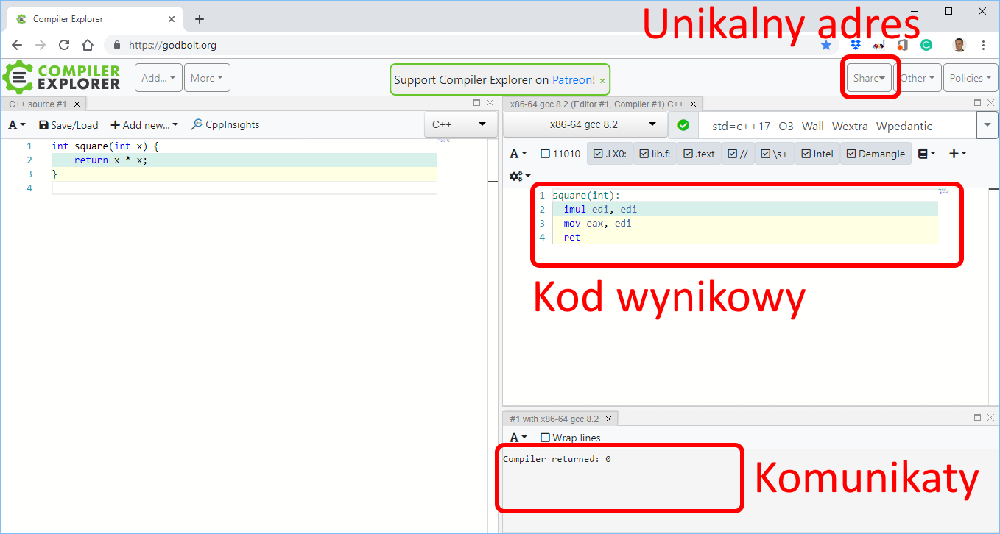 Compiler Explorer
Unikalny adres
https://godbolt.org
COMPILER
EXPLORER
Add...
More
Support Compiler Explorer on Patreon! ×
Share
Other
Policies
C++ source #1
A
Save/Load
Add new...
CppInsights
C++
1 int square(int x) {
2 return x * x;
3 }
4
x86-64 gcc 8.2 (Editor #1, Compiler #1) C++
x86-64 gcc 8.2
-std=c++17 -O3 -Wall -Wextra -Wpedantic
A
11010
.LX0:
lib.f:
.text
//
\s+
Intel
Demangle
1 square(int):
2 imul edi, edi
3 mov eax, edi
4 ret
Kod wynikowy
#1 with x86-64 gcc 8.2
A
Wrap lines
Compiler returned: 0
Komunikaty